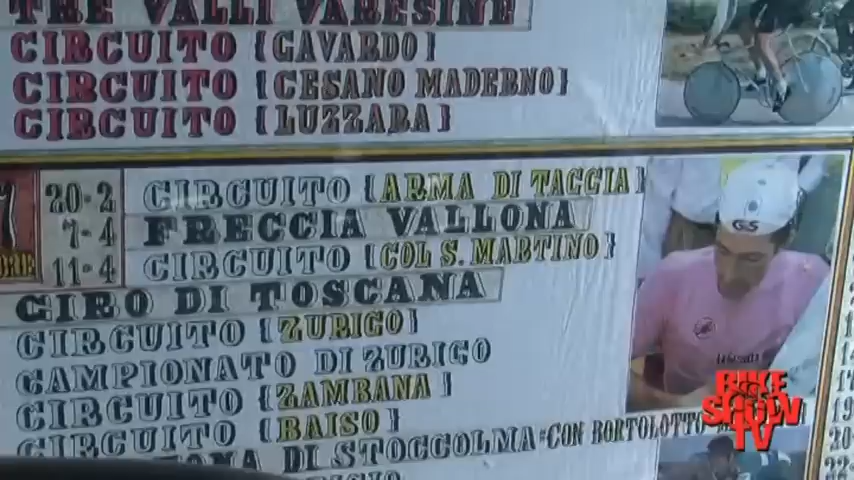 TRE VALLI VARESINE
CIRCUITO (GAVARDO)
CIRCUITO (CESANO MADERNO)
CIRCUITO (LUZZARA)
20-2 CIRCUITO (ARMA DI TAGGIA)
7-4 FRECCIA VALLONA
11-4 CIRCUITO (COL S. MARTINO)
GIRO DI TOSCANA
CIRCUITO (ZURIGO)
CAMPIONATO DI ZURIGO
CIRCUITO (ZAMBANA)
CIRCUITO (BAISO)
DI STOCCOLMA-CON BORTOLOTTO
GS
BIKE
SHOW
TV